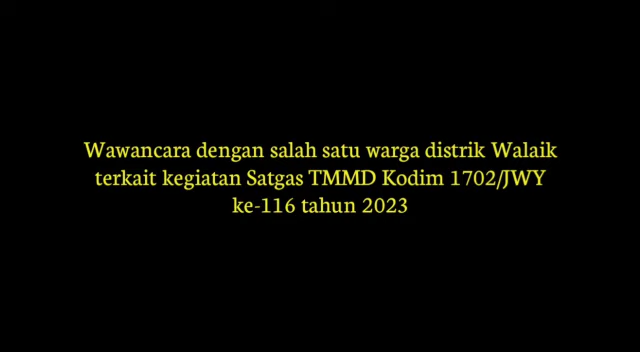 Wawancara dengan salah satu warga distrik Walaik
terkait kegiatan Satgas TMMD Kodim 1702/JWY
ke-116 tahun 2023